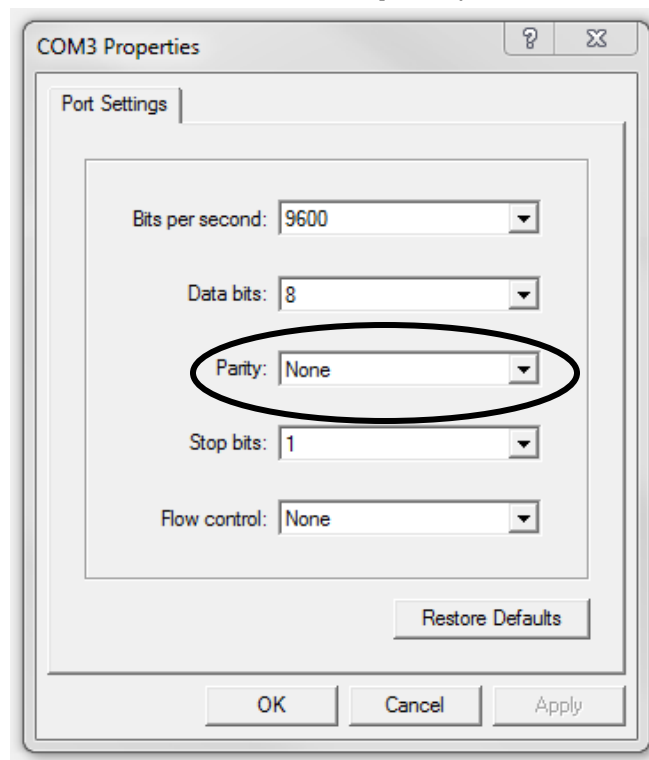 COM3 Properties
Port Settings
Bits per second: 9600
Data bits: 8
Parity: None
Stop bits: 1
Flow control: None
Restore Defaults
OK Cancel Apply